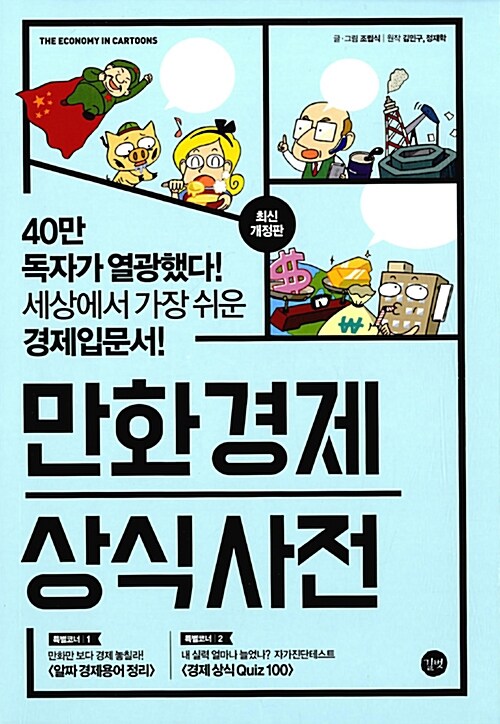 THE ECONOMY IN CARTOONS
글·그림 조립식 | 원작 김민구, 정재학
최신
개정판
$
₩
40만
독자가 열광했다!
세상에서 가장 쉬운
경제입문서!
만화경제
상식사전
특별코너 | 1
만화만 보다 경제 놓칠라!
〈알짜 경제용어 정리〉
특별코너 | 2
내 실력 얼마나 늘었나? 자가진단테스트
〈경제 상식 Quiz 100〉
길벗